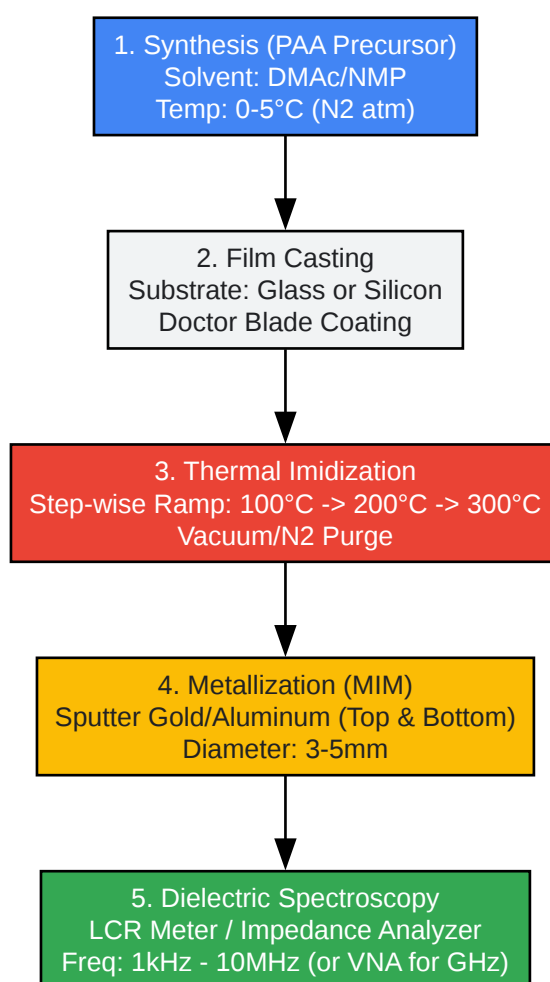 1. Synthesis (PAA Precursor)
Solvent: DMAc/NMP
Temp: 0-5°C (N2 atm)
2. Film Casting
Substrate: Glass or Silicon
Doctor Blade Coating
3. Thermal Imidization
Step-wise Ramp: 100°C -> 200°C -> 300°C
Vacuum/N2 Purge
4. Metallization (MIM)
Sputter Gold/Aluminum (Top & Bottom)
Diameter: 3-5mm
5. Dielectric Spectroscopy
LCR Meter / Impedance Analyzer
Freq: 1kHz - 10MHz (or VNA for GHz)